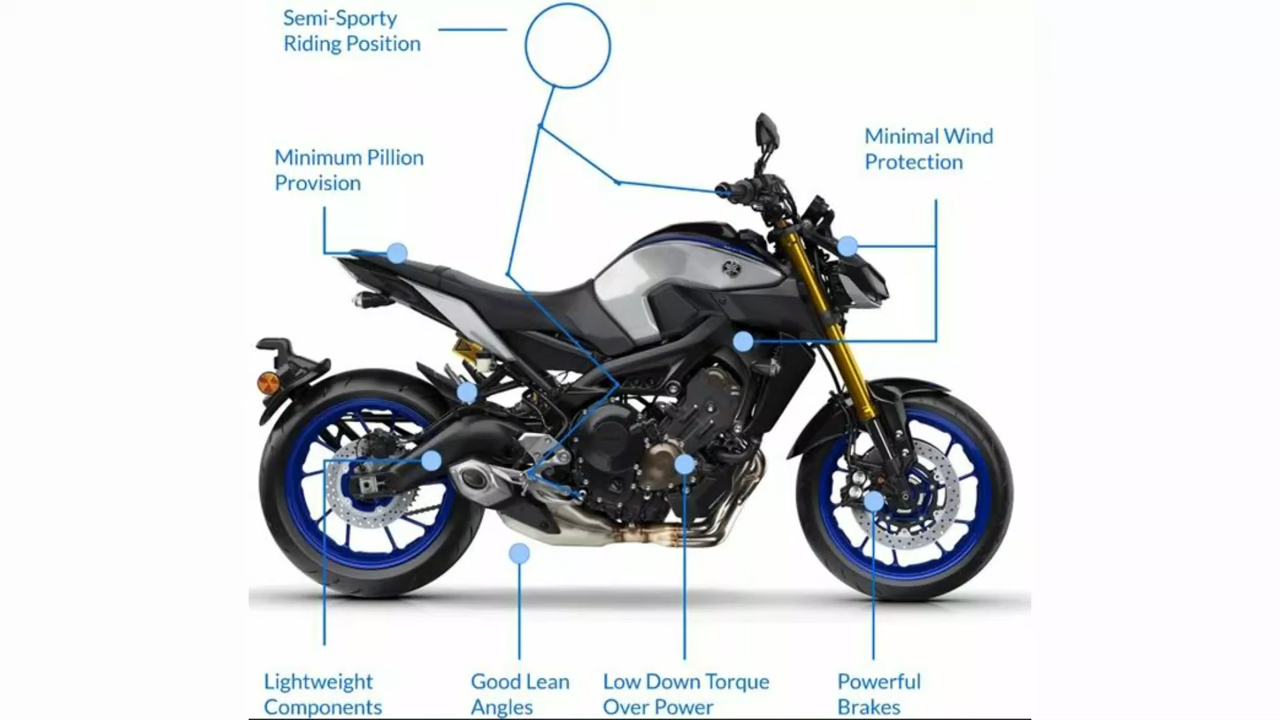 Semi-Sporty
Riding Position
Minimal Wind
Protection
Minimum Pillion
Provision
Lightweight
Components
Good Lean
Angles
Low Down Torque
Over Power
Powerful
Brakes